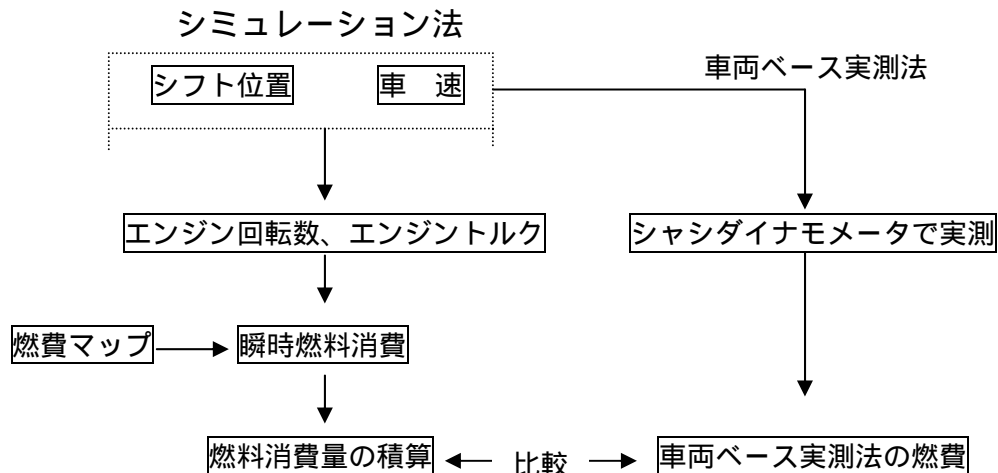 シミュレーション法
車両ベース実測法
シフト位置
車　速
エンジン回転数、エンジントルク
シャシダイナモメータで実測
燃費マップ
瞬時燃料消費
燃料消費量の積算
比較
車両ベース実測法の燃費